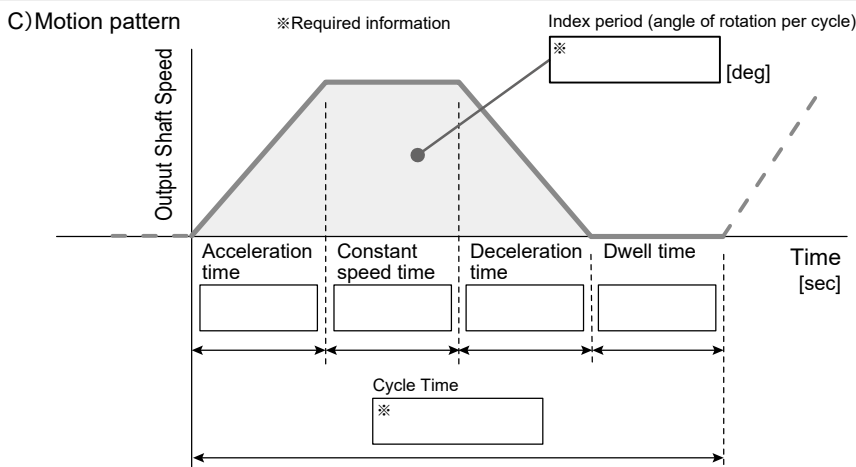 C）Motion pattern
※Required information
Index period (angle of rotation per cycle)
※
[deg]
Output Shaft Speed
Acceleration
time
Constant
speed time
Deceleration
time
Dwell time
Time
[sec]
Cycle Time
※